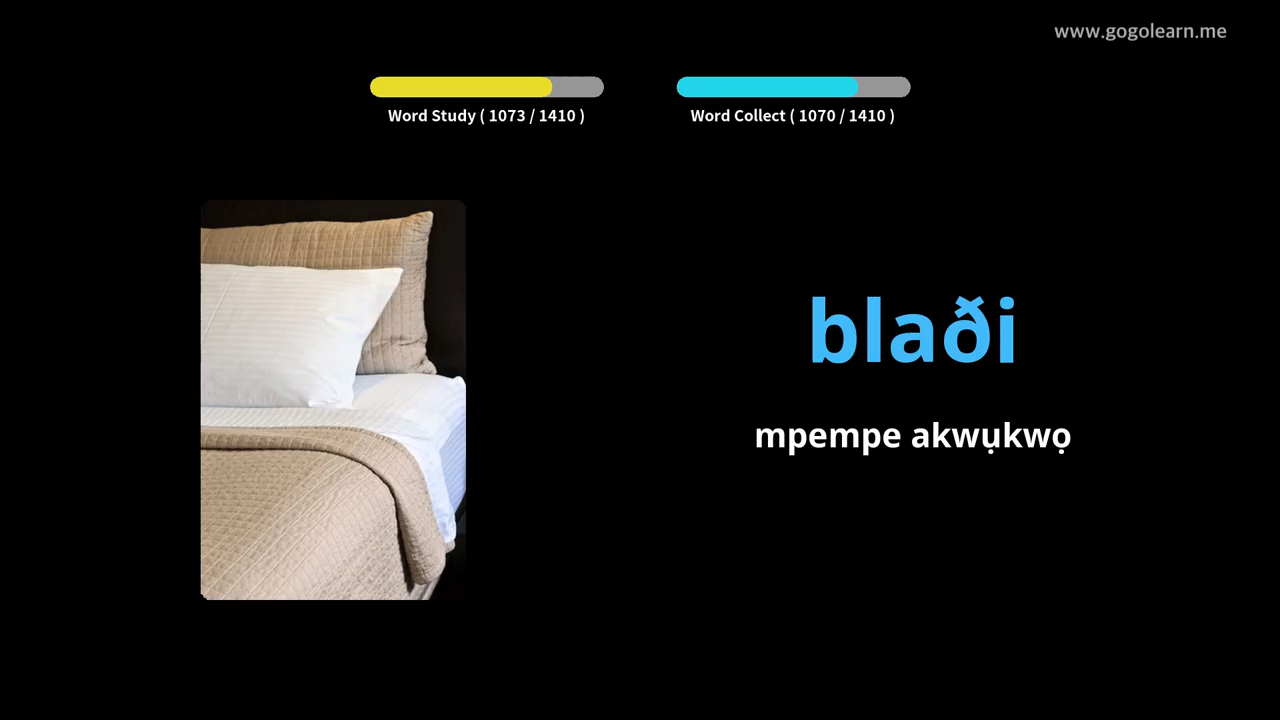 www.gogolearn.me
Word Study ( 1073 / 1410 )
Word Collect ( 1070 / 1410 )
blaði
mpempe akwụkwọ